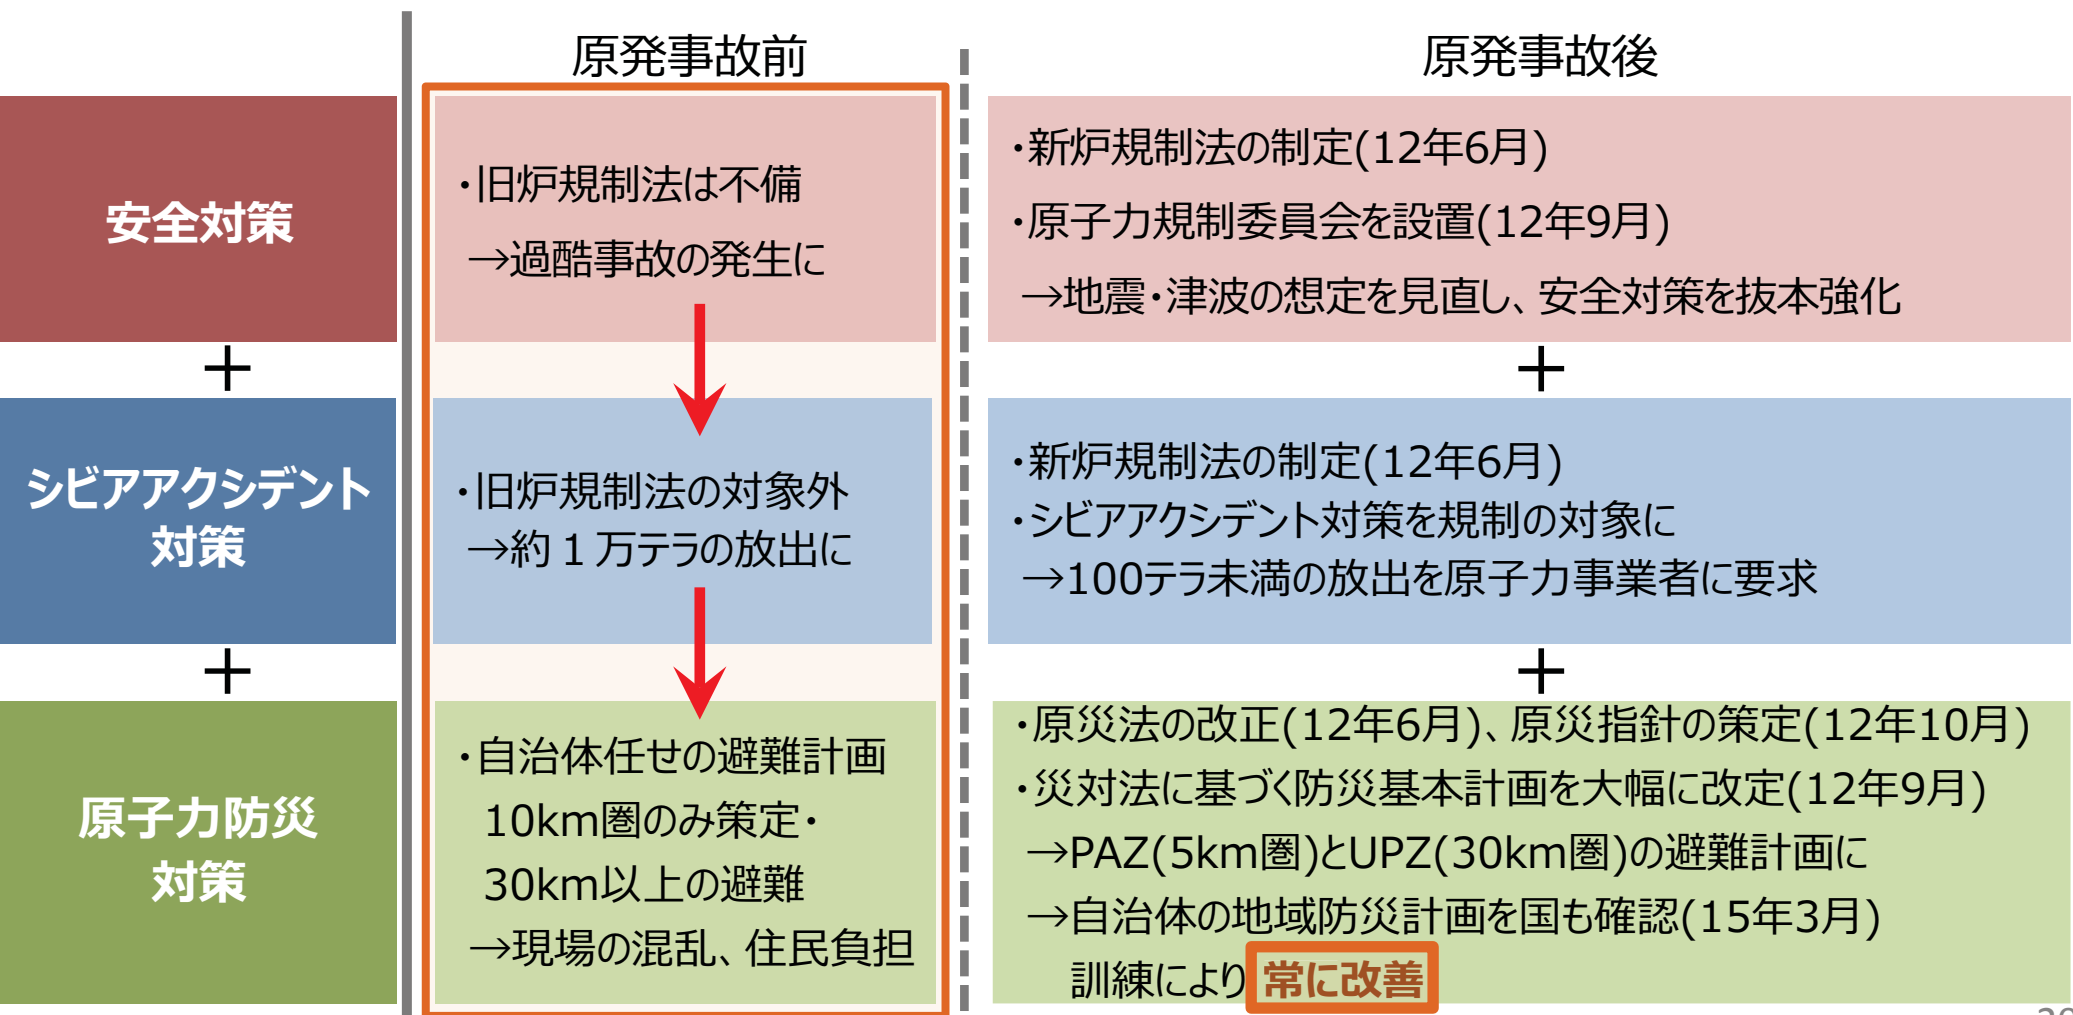 原発事故前
原発事故後
安全対策
・旧炉規制法は不備
→過酷事故の発生に
・新炉規制法の制定(12年6月)
・原子力規制委員会を設置(12年9月)
→地震・津波の想定を見直し、安全対策を抜本強化
+
+
シビアアクシデント
対策
・旧炉規制法の対象外
→約１万テラの放出に
・新炉規制法の制定(12年6月)
・シビアアクシデント対策を規制の対象に
→100テラ未満の放出を原子力事業者に要求
+
+
原子力防災
対策
・自治体任せの避難計画
10km圏のみ策定・
30km以上の避難
→現場の混乱、住民負担
・原災法の改正(12年6月)、原災指針の策定(12年10月)
・災対法に基づく防災基本計画を大幅に改定(12年9月)
→PAZ(5km圏)とUPZ(30km圏)の避難計画に
→自治体の地域防災計画を国も確認(15年3月)
訓練により常に改善